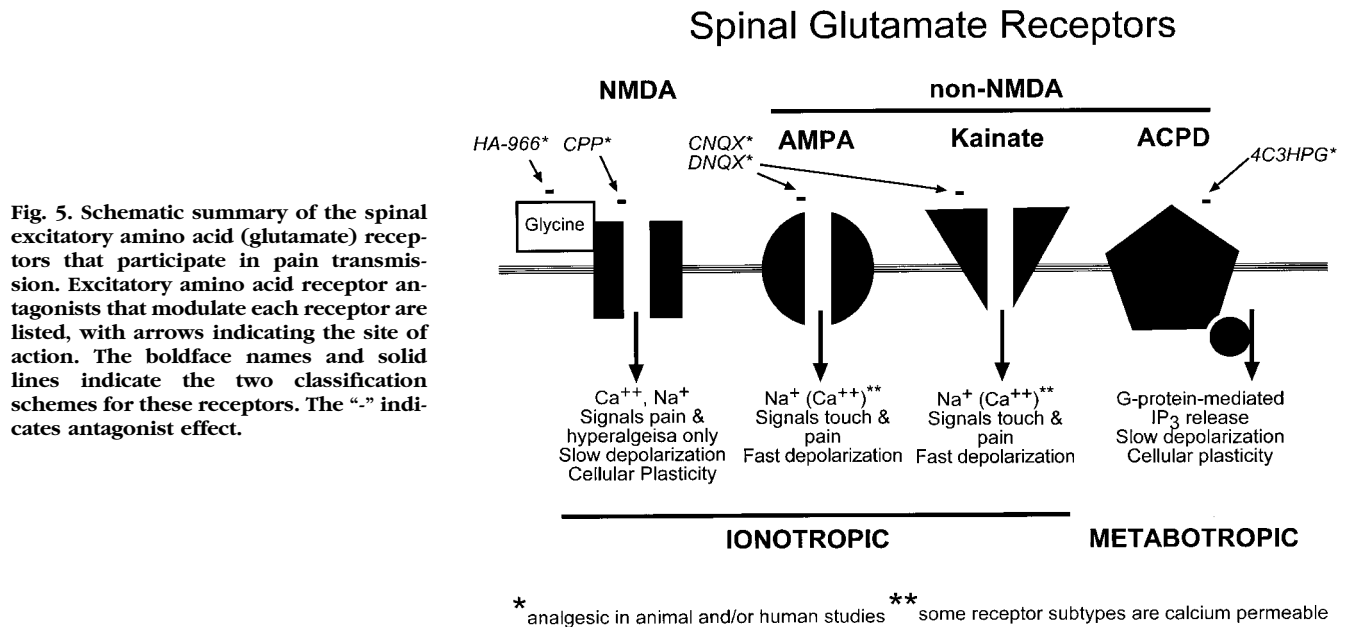 Spinal Glutamate Receptors
NMDA
non-NMDA
AMPA
Kainate
ACPD
HA-966*
CPP*
CNQX*
DNQX*
4C3HPG*
-
-
-
-
-
Glycine
Ca++, Na+
Signals pain &
hyperalgeisa only
Slow depolarization
Cellular Plasticity
Na+ (Ca++)**
Signals touch &
pain
Fast depolarization
Na+ (Ca++)**
Signals touch &
pain
Fast depolarization
G-protein-mediated
IP3 release
Slow depolarization
Cellular plasticity
IONOTROPIC
METABOTROPIC
*analgesic in animal and/or human studies **some receptor subtypes are calcium permeable
Fig. 5. Schematic summary of the spinal
excitatory amino acid (glutamate) recep-
tors that participate in pain transmis-
sion. Excitatory amino acid receptor an-
tagonists that modulate each receptor are
listed, with arrows indicating the site of
action. The boldface names and solid
lines indicate the two classification
schemes for these receptors. The “-” indi-
cates antagonist effect.